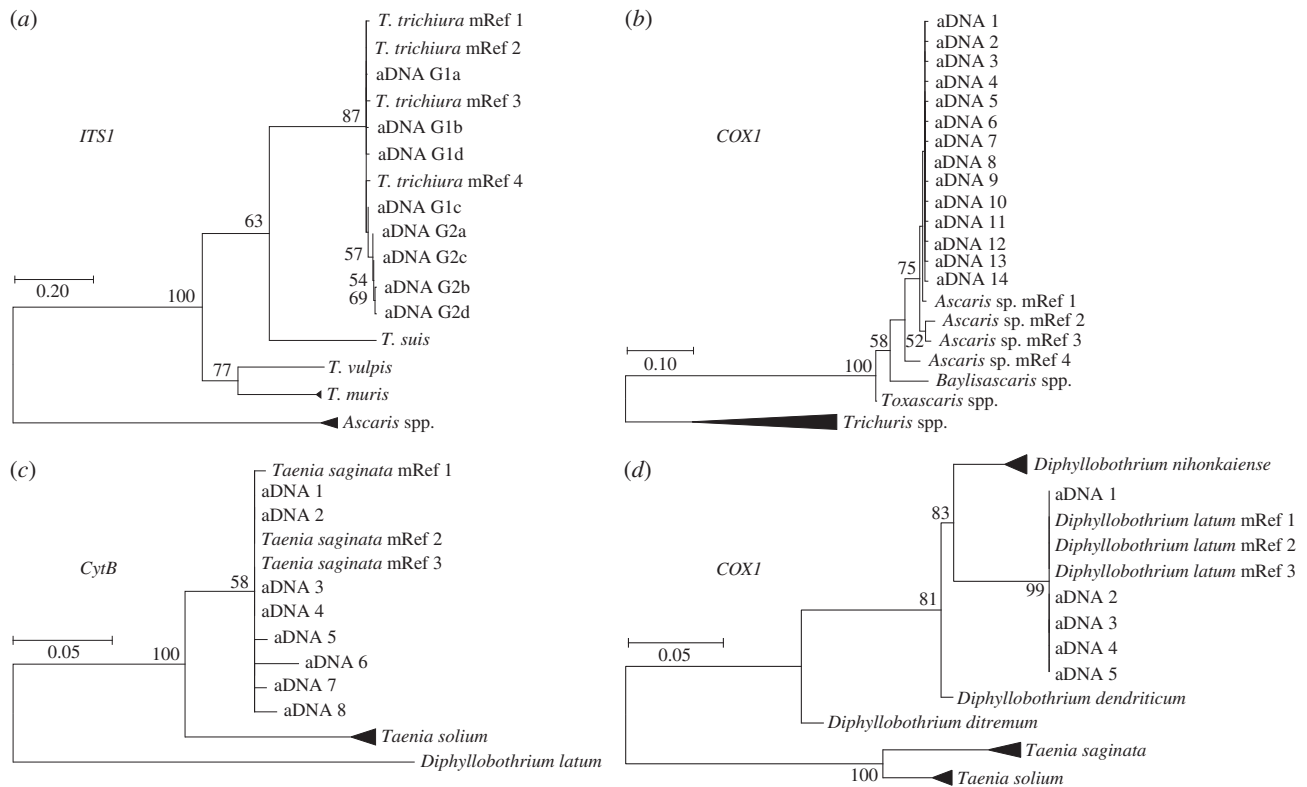 (a)
T. trichiura mRef 1
T. trichiura mRef 2
aDNA G1a
T. trichiura mRef 3
87
aDNA G1b
ITS1
aDNA G1d
T. trichiura mRef 4
aDNA G1c
63
aDNA G2a
57
aDNA G2c
0.20
54
aDNA G2b
100
69
aDNA G2d
T. suis
77
T. vulpis
T. muris
Ascaris spp.
(b)
aDNA 1
aDNA 2
aDNA 3
aDNA 4
aDNA 5
aDNA 6
COX1
aDNA 7
aDNA 8
aDNA 9
aDNA 10
aDNA 11
aDNA 12
aDNA 13
75
aDNA 14
Ascaris sp. mRef 1
Ascaris sp. mRef 2
58
52
Ascaris sp. mRef 3
0.10
Ascaris sp. mRef 4
100
Baylisascaris spp.
Toxascaris spp.
Trichuris spp.
(c)
Taenia saginata mRef 1
aDNA 1
aDNA 2
Taenia saginata mRef 2
Taenia saginata mRef 3
CytB
58
aDNA 3
aDNA 4
aDNA 5
0.05
100
aDNA 6
aDNA 7
aDNA 8
Taenia solium
Diphyllobothrium latum
(d)
Diphyllobothrium nihonkaiense
aDNA 1
83
Diphyllobothrium latum mRef 1
Diphyllobothrium latum mRef 2
COX1
Diphyllobothrium latum mRef 3
99
81
aDNA 2
aDNA 3
0.05
aDNA 4
aDNA 5
Diphyllobothrium dendriticum
Diphyllobothrium ditremum
Taenia saginata
100
Taenia solium